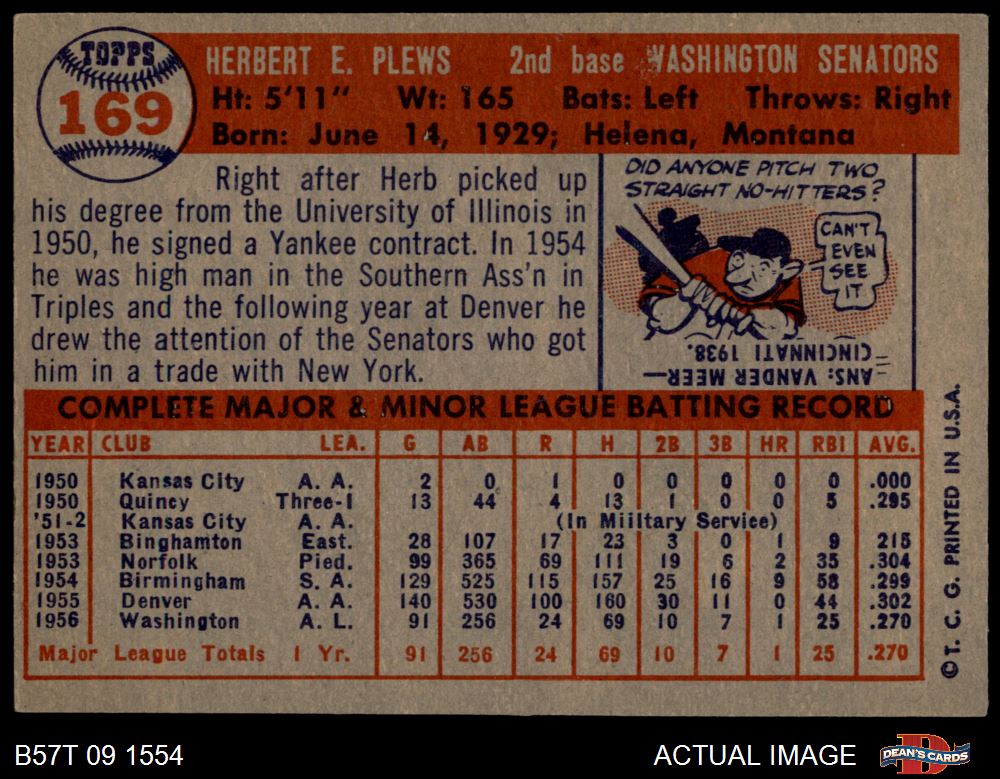 TOPPS
169
HERBERT E. PLEWS 2nd base WASHINGTON SENATORS
Ht: 5'11" Wt: 165 Bats: Left Throws: Right
Born: June 14, 1929; Helena, Montana
Right after Herb picked up
his degree from the University of Illinois in
1950, he signed a Yankee contract. In 1954
he was high man in the Southern Ass'n in
Triples and the following year at Denver he
drew the attention of the Senators who got
him in a trade with New York.
DID ANYONE PITCH TWO
STRAIGHT NO-HITTERS?
CAN'T
EVEN
SEE
IT
ANS: VANDER MEER—
CINCINNATI 1938.
COMPLETE MAJOR & MINOR LEAGUE BATTING RECORD
YEAR CLUB LEA. G AB R H 2B 3B HR RBI AVG.
1950 Kansas City A. A. 2 0 1 0 0 0 0 0 .000
1950 Quincy Three-I 13 44 4 13 1 0 0 5 .295
'51-2 Kansas City A. A. (In Military Service)
1953 Binghamton East. 28 107 17 23 3 0 1 9 215
1953 Norfolk Pied. 99 365 69 111 19 6 2 35 .304
1954 Birmingham S. A. 129 525 115 157 25 16 9 58 .299
1955 Denver A. A. 140 530 100 160 30 11 0 44 .302
1956 Washington A. L. 91 256 24 69 10 7 1 25 .270
Major League Totals 1 Yr. 91 256 24 69 10 7 1 25 .270
©T. C. G. PRINTED IN U.S.A.
B57T 09 1554 ACTUAL IMAGE DEAN'S CARDS